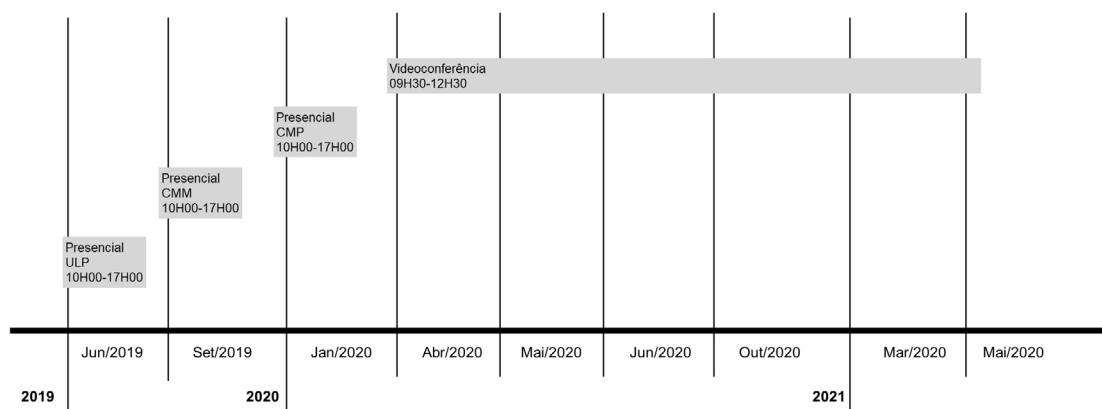 Videoconferência
09H30-12H30
Presencial
CMP
10H00-17H00
Presencial
CMM
10H00-17H00
Presencial
ULP
10H00-17H00
Jun/2019 Set/2019 Jan/2020 Abr/2020 Mai/2020 Jun/2020 Out/2020 Mar/2020 Mai/2020
2019 2020 2021